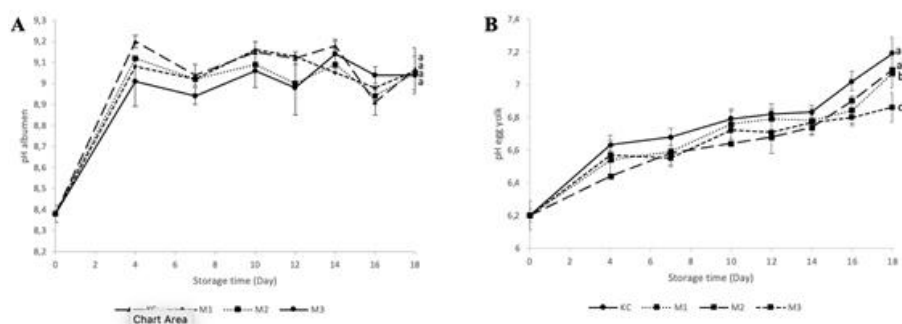 A
9,3
9,2
9,1
9,0
8,9
8,8
8,7
8,6
8,5
8,4
8,3
8,2
pH albumen
0 2 4 6 8 10 12 14 16 18
Storage time (Day)
a
a
a
a
M1 M2 M3
Chart Area
B
7,4
7,2
7
6,8
6,6
6,4
6,2
6
pH egg yolk
0 2 4 6 8 10 12 14 16 18
Storage time (Day)
a
a
b
c
KC M1 M2 M3